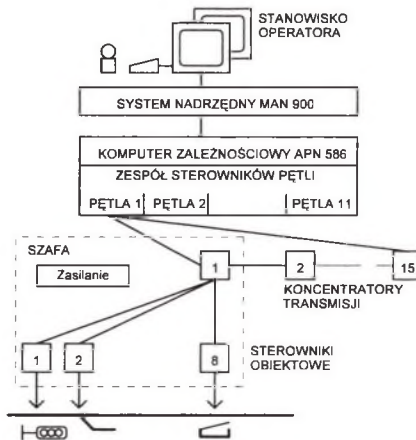 STANOWISKO
OPERATORA
SYSTEM NADRZĘDNY MAN 900
KOMPUTER ZALEŻNOŚCIOWY APN 586
ZESPÓŁ STEROWNIKÓW PĘTLI
PĘTLA 1 PĘTLA 2 PĘTLA 11
SZAFA
Zasilanie
1 2 15
KONCENTRATORY
TRANSMISJI
1 2 8
STEROWNIKI
OBIEKTOWE